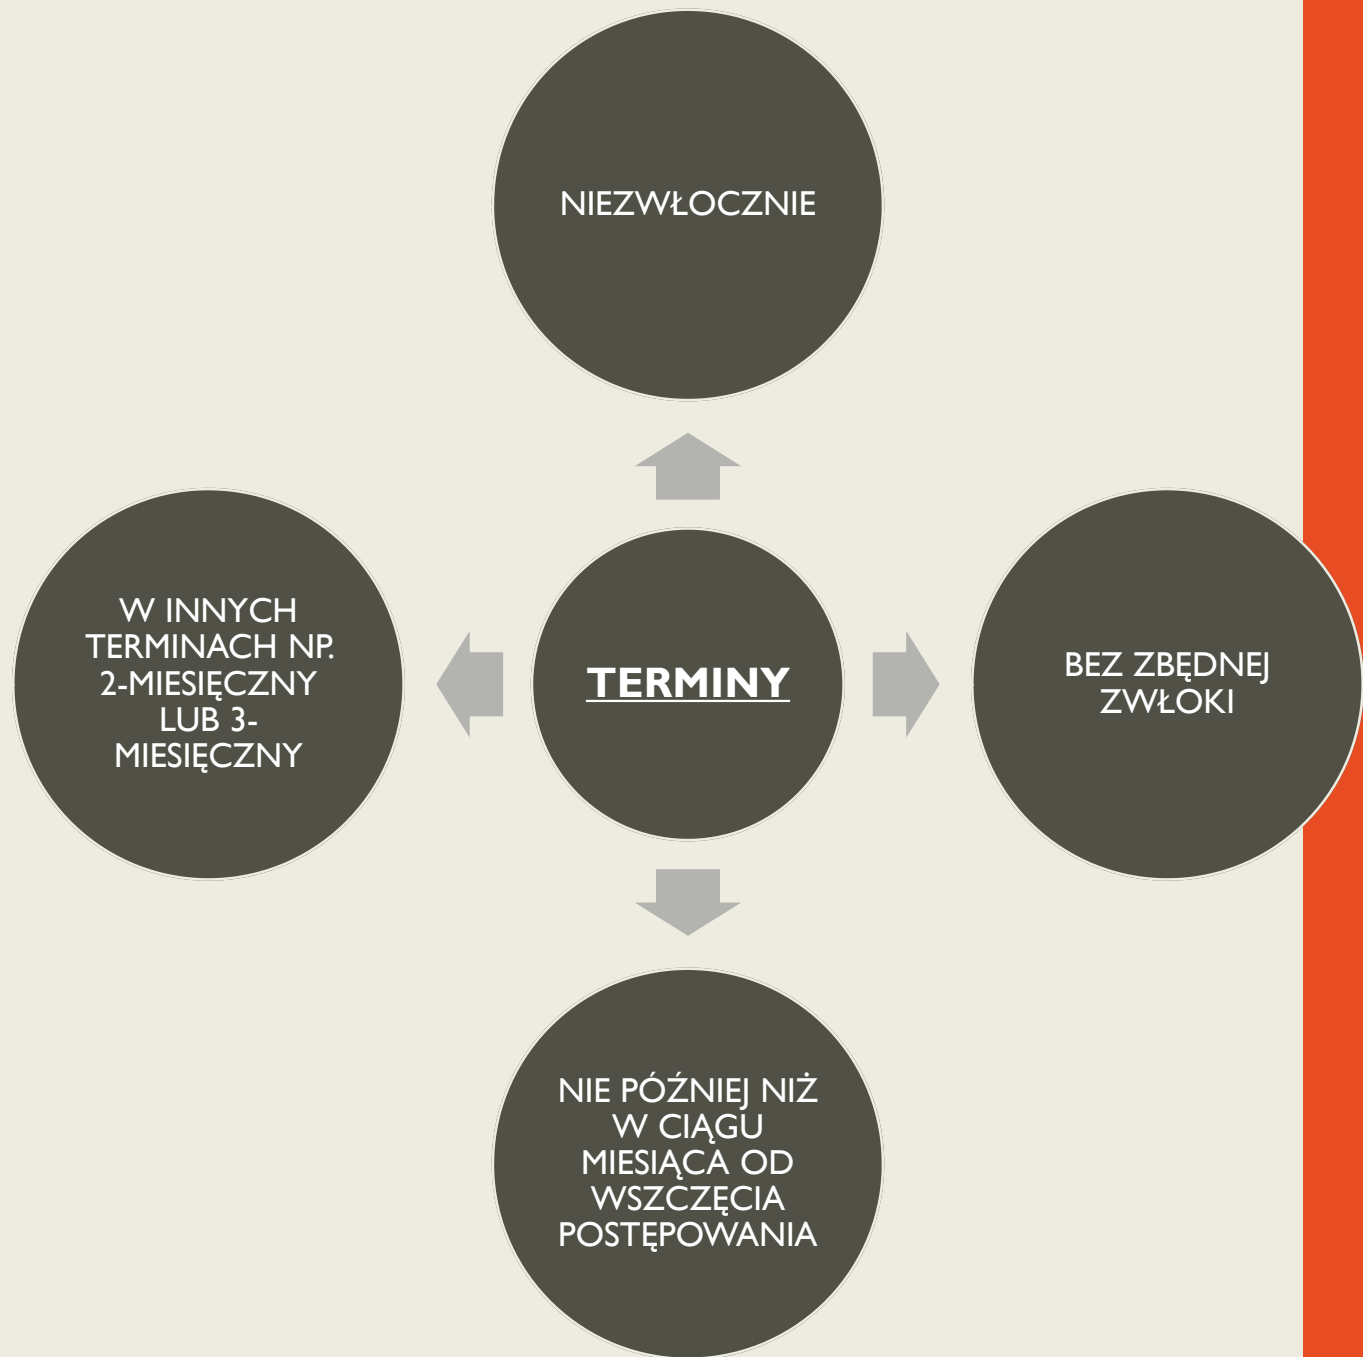 NIEZWŁOCZNIE
W INNYCH
TERMINACH NP.
2-MIESIĘCZNY
LUB 3-
MIESIĘCZNY
TERMINY
BEZ ZBĘDNEJ
ZWŁOKI
NIE PÓŹNIEJ NIŻ
W CIĄGU
MIESIĄCA OD
WSZCZĘCIA
POSTĘPOWANIA